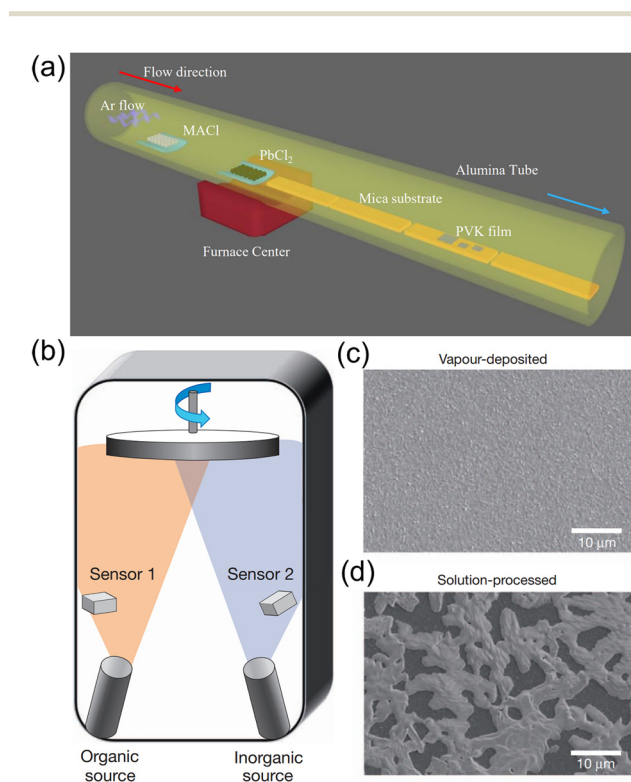 (a)
Flow direction
Ar flow
MACl
PbCl₂
Alumina Tube
Mica substrate
PVK film
Furnace Center
(b)
Sensor 1
Sensor 2
Organic
source
Inorganic
source
(c)
Vapour-deposited
10 μm
(d)
Solution-processed
10 μm